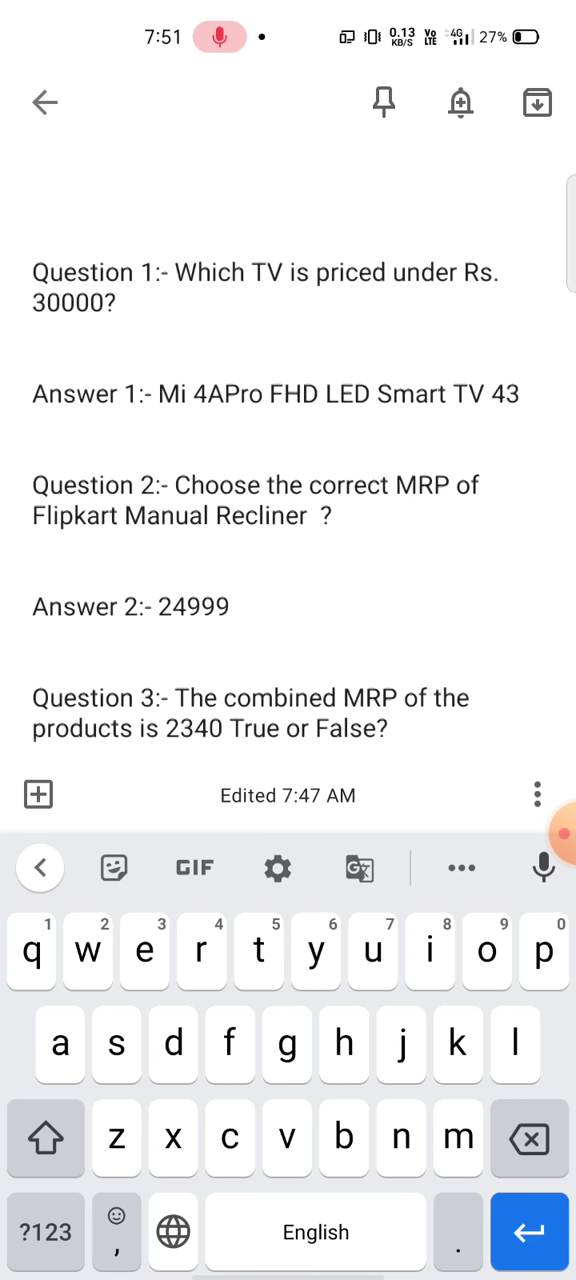 7:51 0.13 KB/S Vo LTE 4G 27%
Question 1:- Which TV is priced under Rs.
30000?
Answer 1:- Mi 4APro FHD LED Smart TV 43
Question 2:- Choose the correct MRP of
Flipkart Manual Recliner  ?
Answer 2:- 24999
Question 3:- The combined MRP of the
products is 2340 True or False?
Edited 7:47 AM
GIF
1 2 3 4 5 6 7 8 9 0
q w e r t y u i o p
a s d f g h j k l
z x c v b n m
?123 , English .